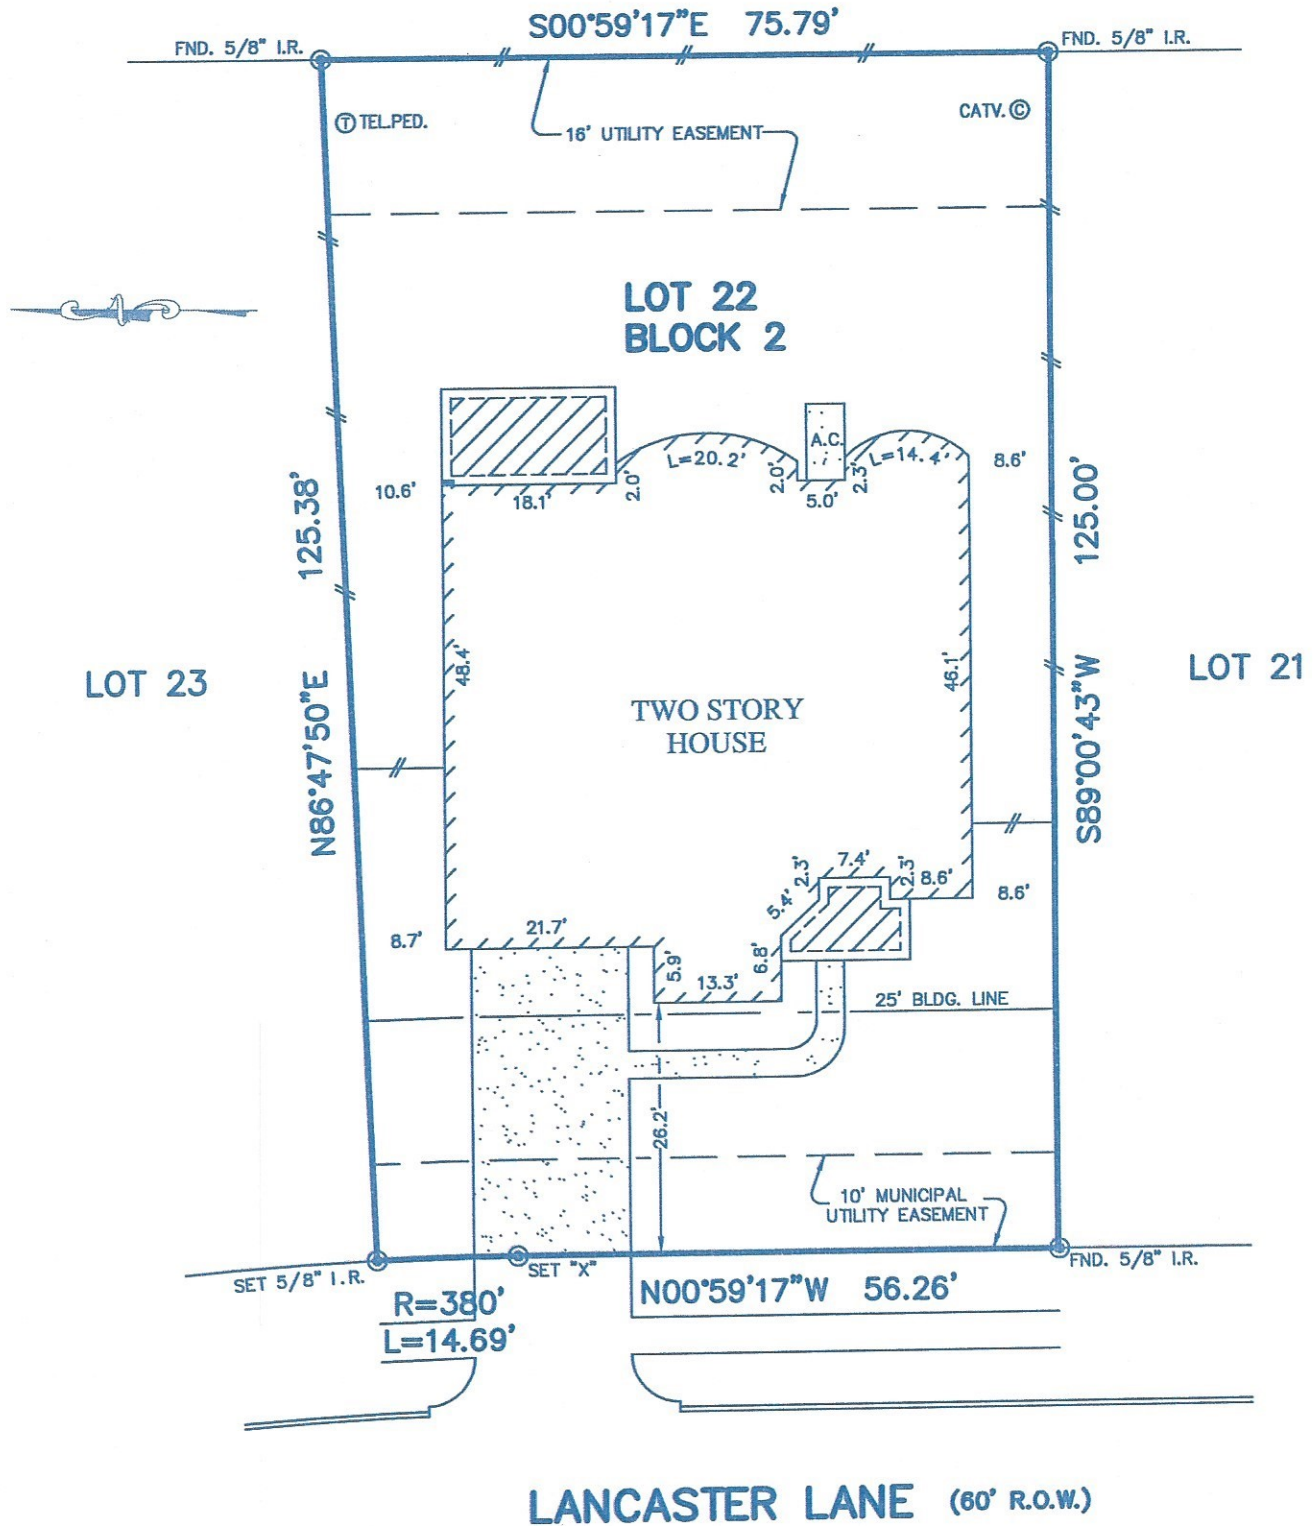 S00°59'17"E 75.79'
FND. 5/8" I.R.
FND. 5/8" I.R.
T TEL.PED.
CATV. C
16' UTILITY EASEMENT
LOT 22
BLOCK 2
A.C.
L=20.2'
L=14.4'
8.6'
10.6'
18.1'
2.0'
2.0'
5.0'
2.3'
125.38'
125.00'
LOT 23
48.4'
46.1'
LOT 21
TWO STORY
HOUSE
N86°47'50"E
S89°00'43"W
7.4'
2.3'
2.3'
8.6'
8.6'
5.4'
21.7'
8.7'
5.9'
6.8'
13.3'
25' BLDG. LINE
26.2'
10' MUNICIPAL
UTILITY EASEMENT
SET 5/8" I.R.
SET "X"
FND. 5/8" I.R.
N00°59'17"W 56.26'
R=380'
L=14.69'
LANCASTER LANE (60' R.O.W.)